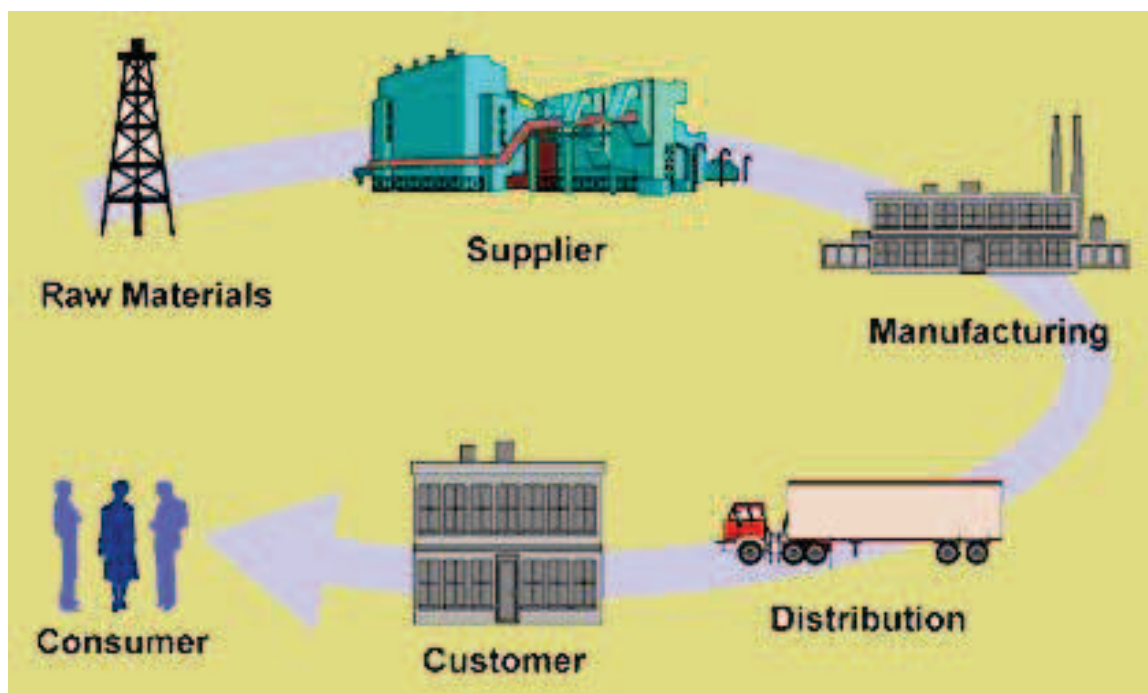 Raw Materials
Supplier
Manufacturing
Distribution
Customer
Consumer